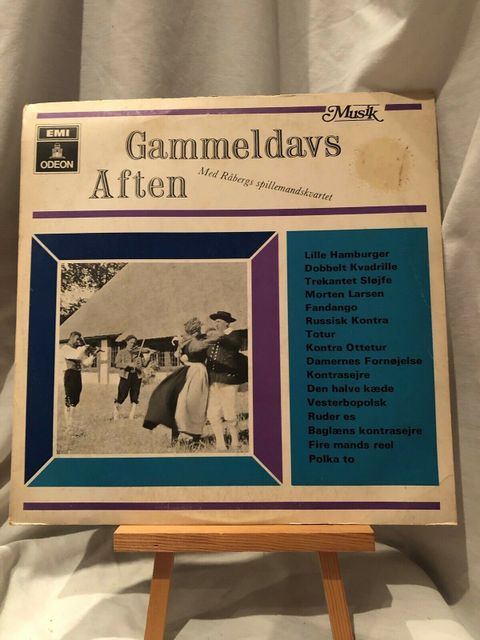 Musik
EMI
ODEON
Gammeldavs
Aften
Med Råbergs spillemandskvartet
Lille Hamburger
Dobbelt Kvadrille
Trekantet Sløjfe
Morten Larsen
Fandango
Russisk Kontra
Totur
Kontra Ottetur
Damernes Fornøjelse
Kontrasejre
Den halve kæde
Vesterbopolsk
Ruder es
Baglæns kontrasejre
Fire mands reel
Polka to